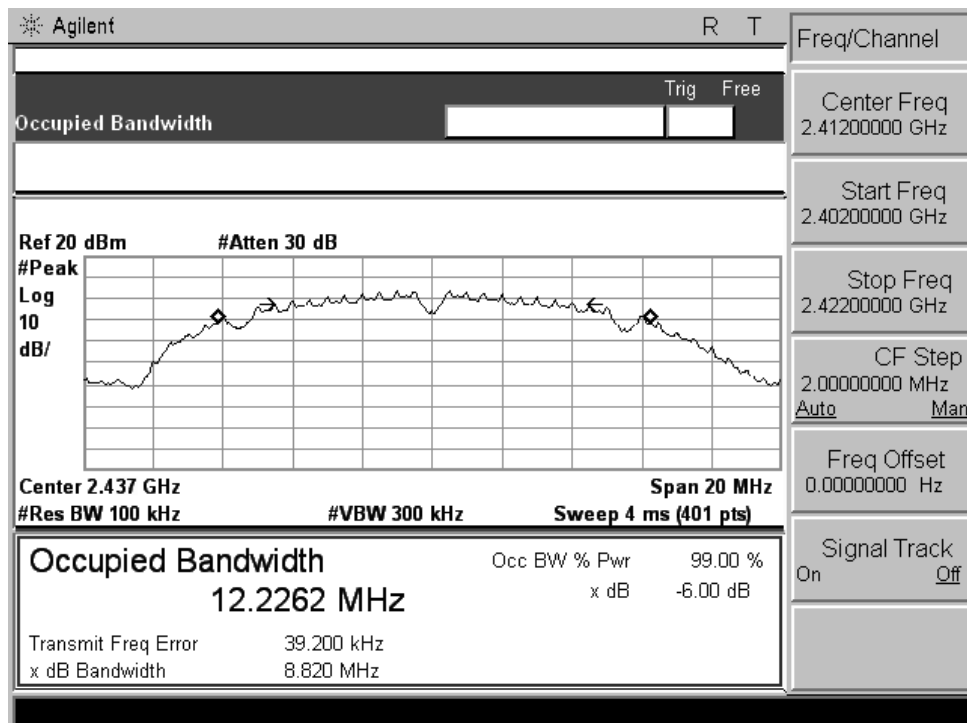 Agilent R T
Trig Free
Occupied Bandwidth
Ref 20 dBm #Atten 30 dB
#Peak
Log
10
dB/
Center 2.437 GHz Span 20 MHz
#Res BW 100 kHz #VBW 300 kHz Sweep 4 ms (401 pts)
Occupied Bandwidth Occ BW % Pwr 99.00 %
12.2262 MHz x dB -6.00 dB
Transmit Freq Error 39.200 kHz
x dB Bandwidth 8.820 MHz
Freq/Channel
Center Freq
2.41200000 GHz
Start Freq
2.40200000 GHz
Stop Freq
2.42200000 GHz
CF Step
2.00000000 MHz
Auto Man
Freq Offset
0.00000000 Hz
Signal Track
On Off